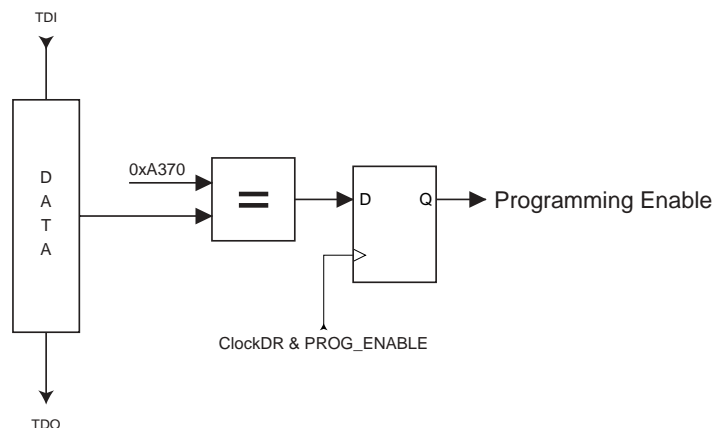 TDI
0xA370
D
A
T
A
=
D
Q
Programming Enable
ClockDR & PROG_ENABLE
TDO